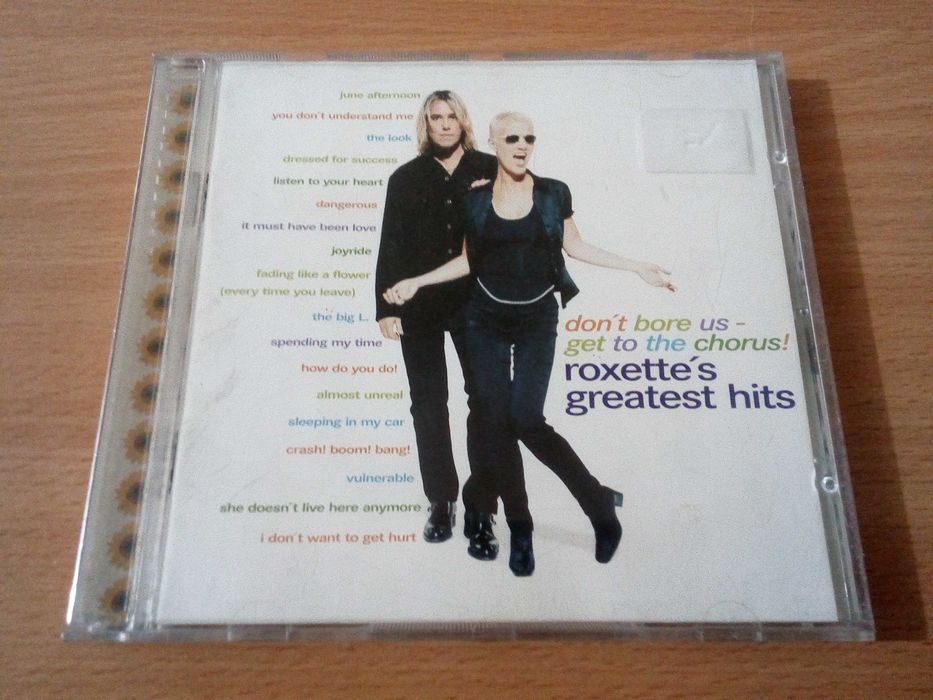 june afternoon
you don´t understand me
the look
dressed for success
listen to your heart
dangerous
it must have been love
joyride
fading like a flower
(every time you leave)
the big L.
spending my time
how do you do!
almost unreal
sleeping in my car
crash! boom! bang!
vulnerable
she doesn´t live here anymore
i don´t want to get hurt
don´t bore us -
get to the chorus!
roxette´s
greatest hits